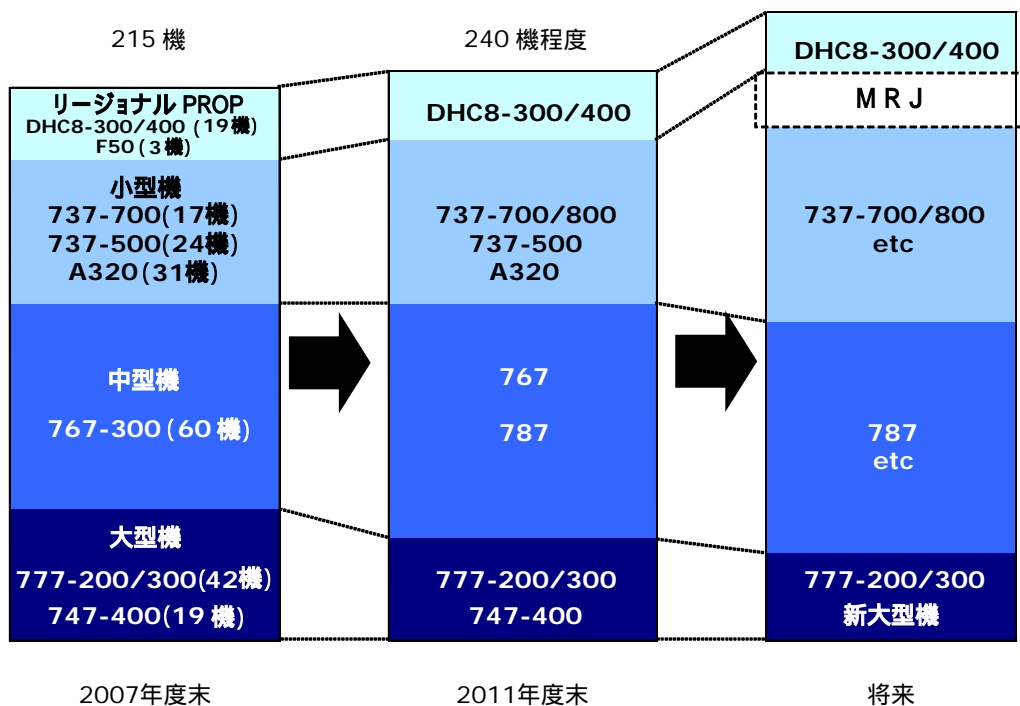 215 機
リージョナル PROP
DHC8-300/400 (19機)
F50 (3機)
小型機
737-700(17機)
737-500(24機)
A320(31機)
中型機
767-300(60 機)
大型機
777-200/300(42機)
747-400(19 機)
2007年度末
240 機程度
DHC8-300/400
737-700/800
737-500
A320
767
787
777-200/300
747-400
2011年度末
DHC8-300/400
MRJ
737-700/800
etc
787
etc
777-200/300
新大型機
将来